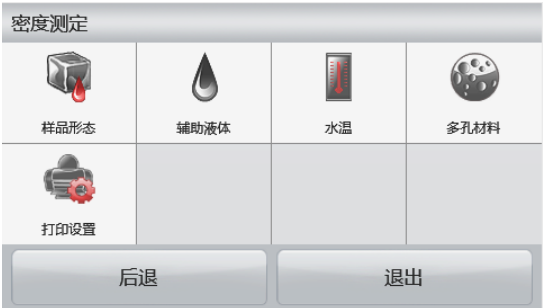 密度测定
样品形态
辅助液体
水温
多孔材料
打印设置
后退
退出